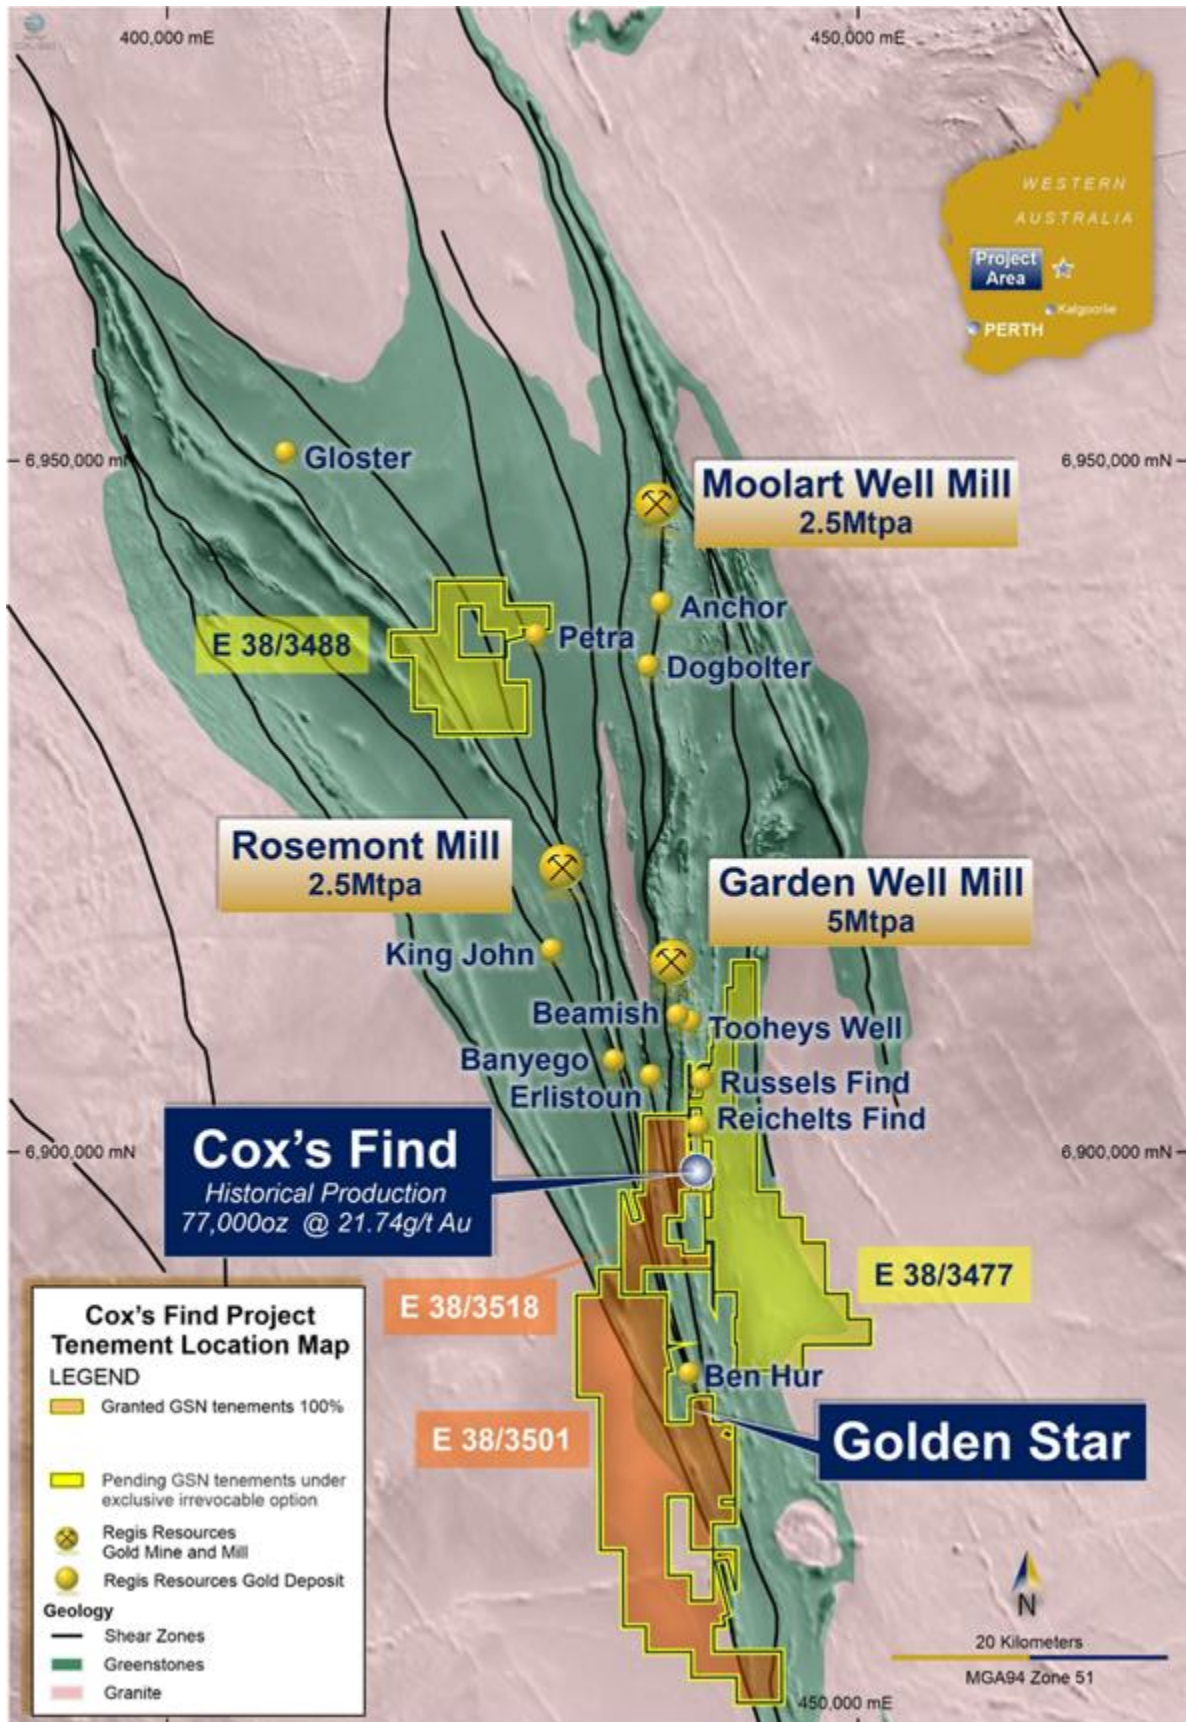 400,000 mE
450,000 mE
WESTERN
AUSTRALIA
Project
Area
Kalgoorlie
PERTH
6,950,000 m
6,950,000 mN
Gloster
Moolart Well Mill
2.5Mtpa
Anchor
Petra
E 38/3488
Dogbolter
Rosemont Mill
2.5Mtpa
Garden Well Mill
5Mtpa
King John
Beamish
Tooheys Well
Banyego
Erlistoun
Russels Find
Reichelts Find
6,900,000 mN
6,900,000 mN
Cox's Find
Historical Production
77,000oz @ 21.74g/t Au
E 38/3477
E 38/3518
Ben Hur
Golden Star
E 38/3501
Cox's Find Project
Tenement Location Map
LEGEND
Granted GSN tenements 100%
Pending GSN tenements under
exclusive irrevocable option
Regis Resources
Gold Mine and Mill
Regis Resources Gold Deposit
Geology
Shear Zones
Greenstones
Granite
N
20 Kilometers
MGA94 Zone 51
450,000 mE